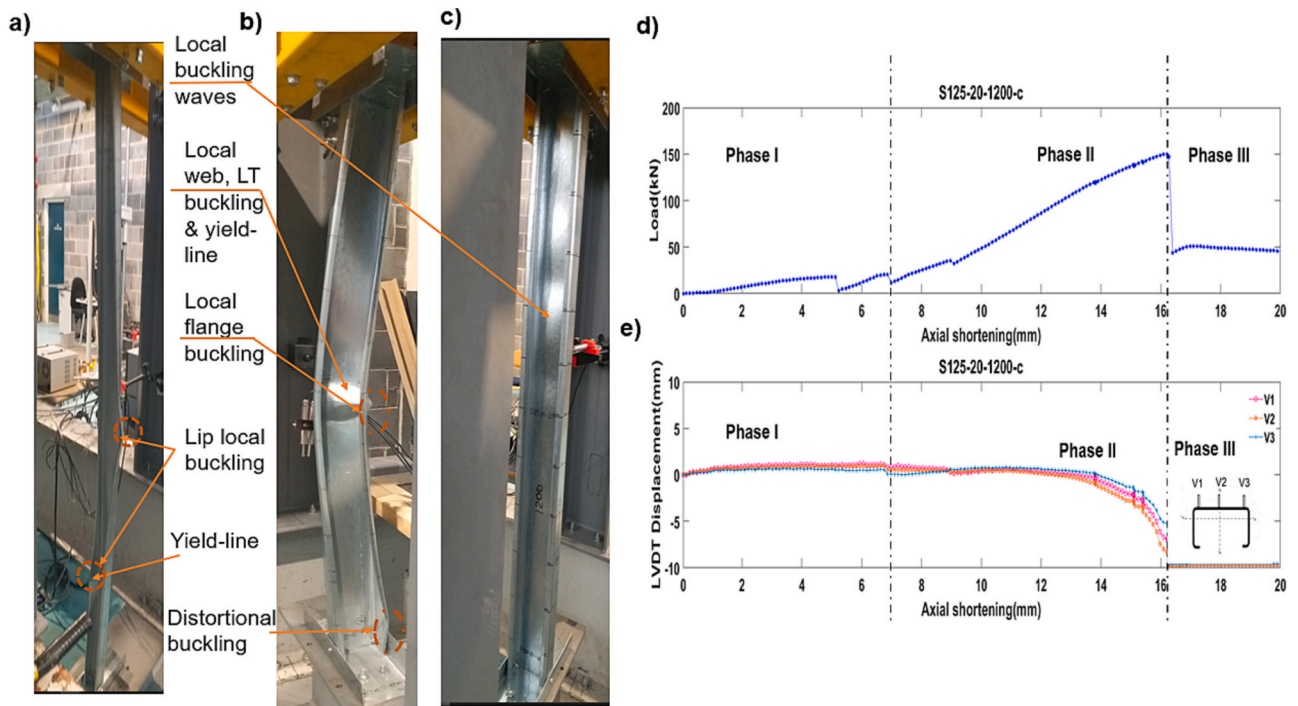 a)
b)
c)
Local
buckling
waves
Local
web, LT
buckling
& yield-
line
Local
flange
buckling
Lip local
buckling
Yield-line
Distortional
buckling
1200
d)
S125-20-1200-c
200
150
100
50
0
Load(kN)
Phase I
Phase II
Phase III
0 2 4 6 8 10 12 14 16 18 20
Axial shortening(mm)
e)
S125-20-1200-c
10
5
0
-5
-10
LVDT Displacement(mm)
Phase I
Phase II
Phase III
V1
V2
V3
V1 V2 V3
0 2 4 6 8 10 12 14 16 18 20
Axial shortening(mm)